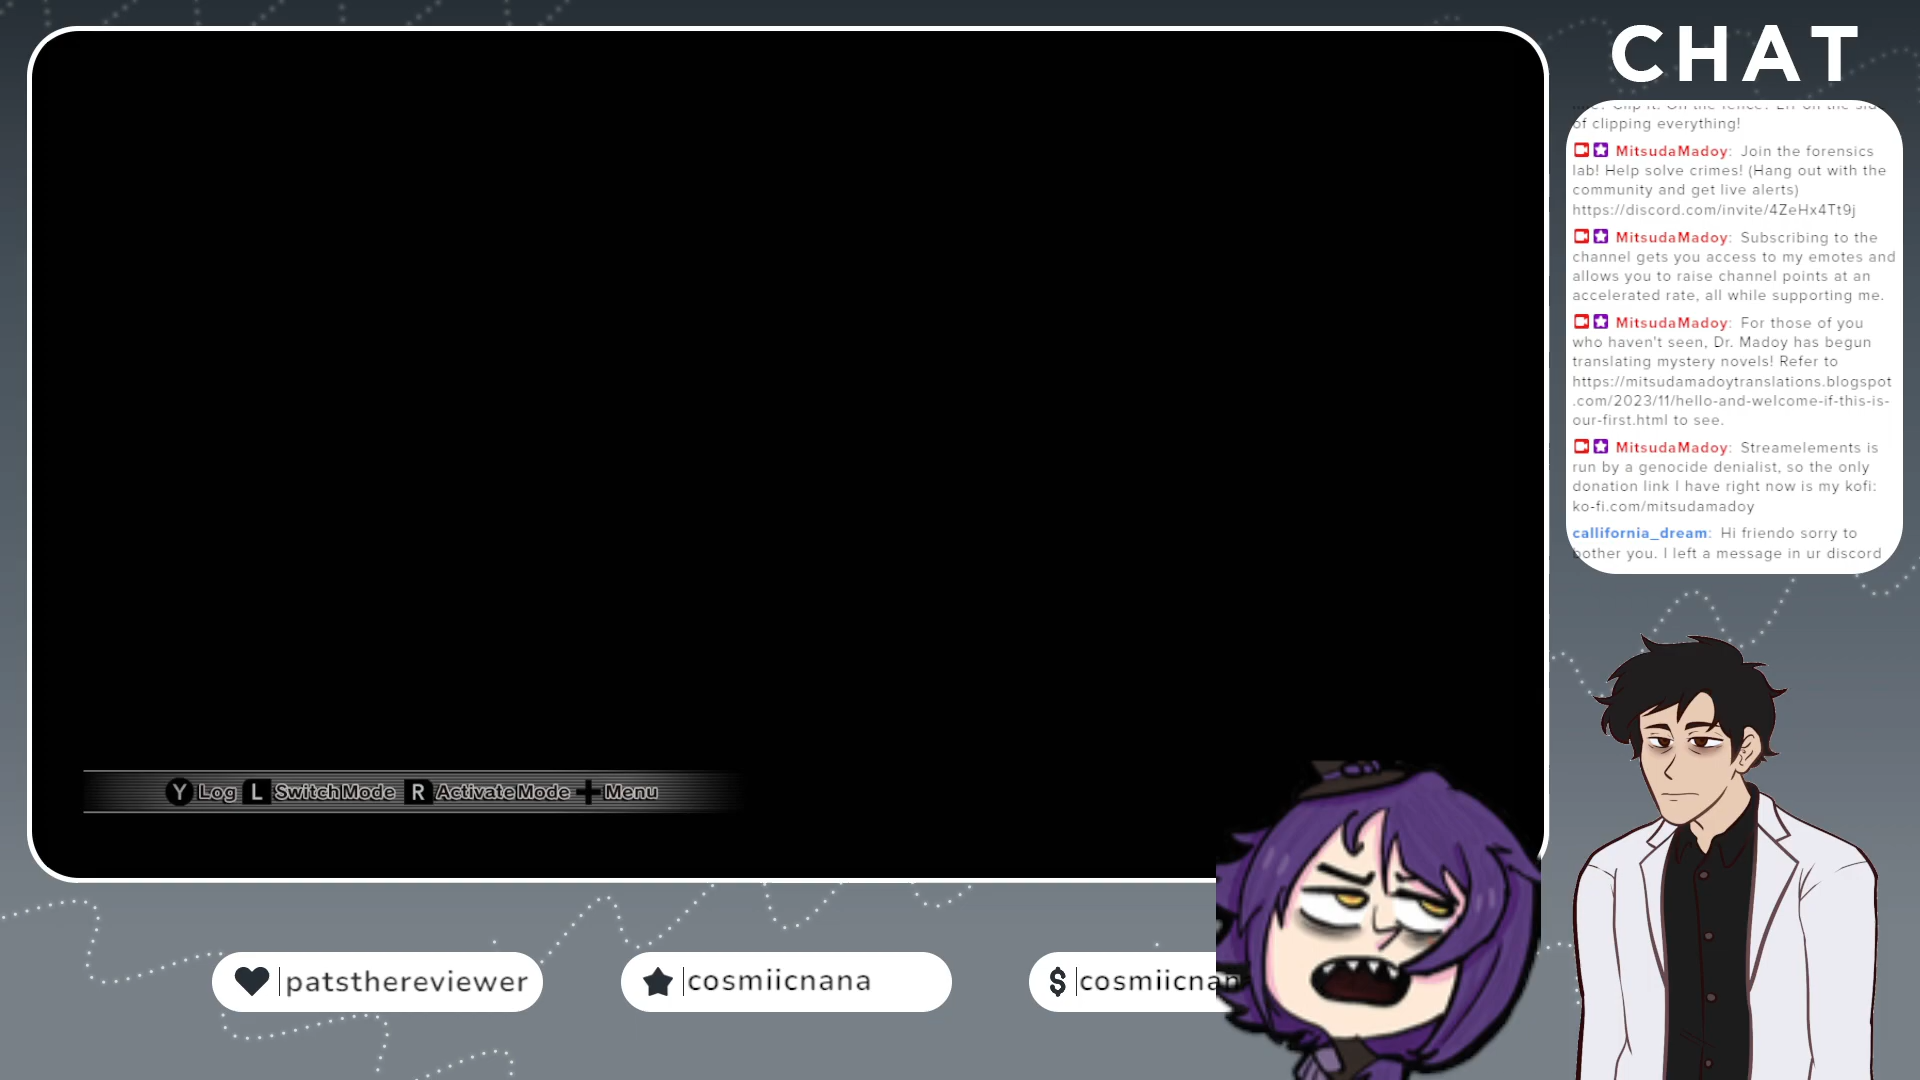 CHAT
of clipping everything!
MitsudaMadoy: Join the forensics
lab! Help solve crimes! (Hang out with the
community and get live alerts)
https://discord.com/invite/4ZeHx4Tt9j
MitsudaMadoy: Subscribing to the
channel gets you access to my emotes and
allows you to raise channel points at an
accelerated rate, all while supporting me.
MitsudaMadoy: For those of you
who haven't seen, Dr. Madoy has begun
translating mystery novels! Refer to
https://mitsudamadoytranslations.blogspot
.com/2023/11/hello-and-welcome-if-this-is-
our-first.html to see.
MitsudaMadoy: Streamelements is
run by a genocide denialist, so the only
donation link I have right now is my kofi:
ko-fi.com/mitsudamadoy
callifornia_dream: Hi friendo sorry to
bother you. I left a message in ur discord
Y Log L Switch Mode R Activate Mode + Menu
patsthereviewer
cosmiicnana
$ cosmiicnan